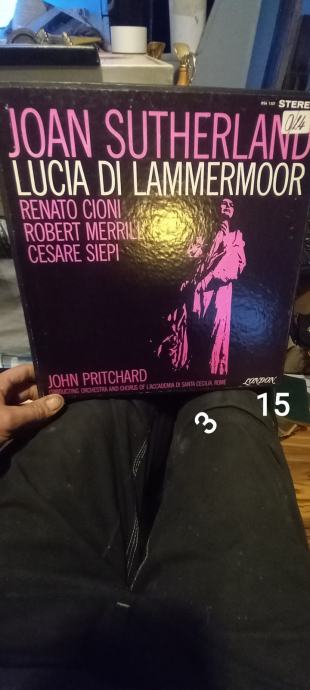 STERE
JOAN SUTHERLAND
LUCIA DI LAMMERMOOR
RENATO CIONI
ROBERT MERRILL
CESARE SIEPI
JOHN PRITCHARD
CONDUCTING ORCHESTRA AND CHORUS OF L'ACCADEMIA DI SANTA CECILIA, ROME
LONDON
3
15